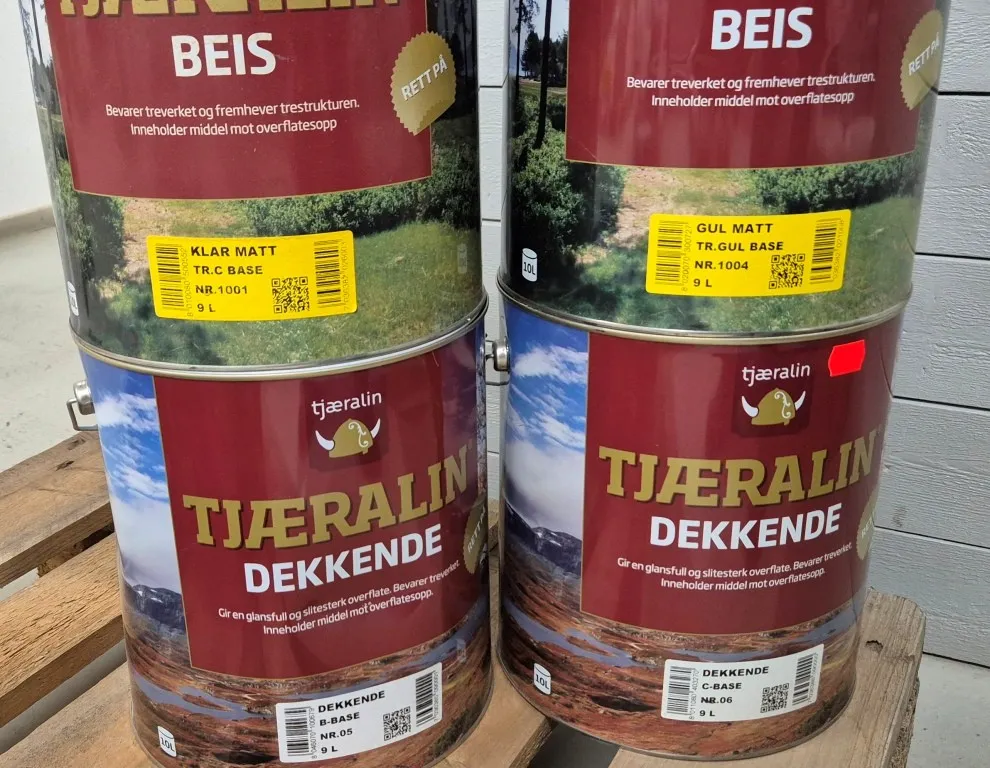 TJÆRALIN
BEIS
Bevarer treverket og fremhever trestrukturen.
Inneholder middel mot overflatesopp
RETT PÅ
KLAR MATT
TR.C BASE
NR.1001
9 L
BEIS
Bevarer treverket og fremhever trestrukturen.
Inneholder middel mot overflatesopp
RETT PÅ
GUL MATT
TR.GUL BASE
NR.1004
9 L
10L
tjæralin
TJÆRALIN
DEKKENDE
Gir en glansfull og slitesterk overflate. Bevarer treverket.
Inneholder middel mot overflatesopp.
RETT
DEKKENDE
B-BASE
NR.05
9 L
10L
tjæralin
TJÆRALIN
DEKKENDE
Gir en glansfull og slitesterk overflate. Bevarer treverket.
Inneholder middel mot overflatesopp.
DEKKENDE
C-BASE
NR.06
9 L
10L